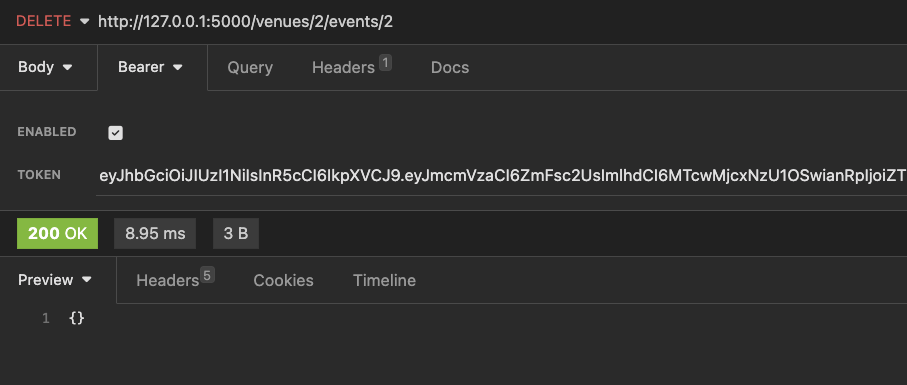 DELETE http://127.0.0.1:5000/venues/2/events/2
Body Bearer Query Headers 1 Docs
ENABLED
TOKEN eyJhbGciOiJIUzI1NiIsInR5cCI6IkpXVCJ9.eyJmcmVzaCI6ZmFsc2UsImlhdCI6MTcwMjcxNzU1OSwianRpIjoiZT
200 OK 8.95 ms 3 B
Preview Headers 5 Cookies Timeline
1 {}